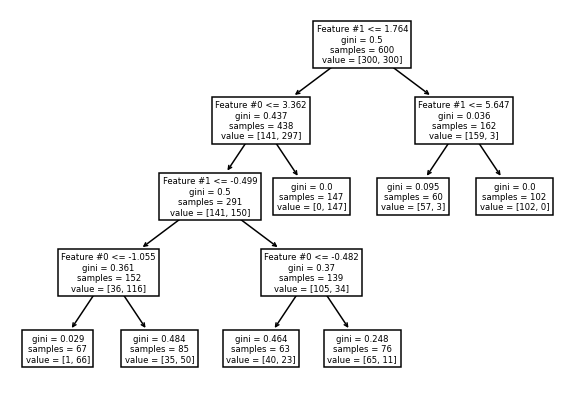 Feature #1 <= 1.764
gini = 0.5
samples = 600
value = [300, 300]
Feature #0 <= 3.362
gini = 0.437
samples = 438
value = [141, 297]
Feature #1 <= 5.647
gini = 0.036
samples = 162
value = [159, 3]
Feature #1 <= -0.499
gini = 0.5
samples = 291
value = [141, 150]
gini = 0.0
samples = 147
value = [0, 147]
gini = 0.095
samples = 60
value = [57, 3]
gini = 0.0
samples = 102
value = [102, 0]
Feature #0 <= -1.055
gini = 0.361
samples = 152
value = [36, 116]
Feature #0 <= -0.482
gini = 0.37
samples = 139
value = [105, 34]
gini = 0.029
samples = 67
value = [1, 66]
gini = 0.484
samples = 85
value = [35, 50]
gini = 0.464
samples = 63
value = [40, 23]
gini = 0.248
samples = 76
value = [65, 11]